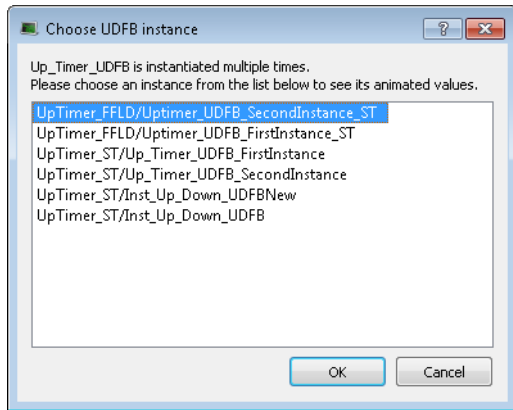 Choose UDFB instance
?
Up_Timer_UDFB is instantiated multiple times.
Please choose an instance from the list below to see its animated values.
UpTimer_FFLD/Uptimer_UDFB_SecondInstance_ST
UpTimer_FFLD/Uptimer_UDFB_FirstInstance_ST
UpTimer_ST/Up_Timer_UDFB_FirstInstance
UpTimer_ST/Up_Timer_UDFB_SecondInstance
UpTimer_ST/Inst_Up_Down_UDFBNew
UpTimer_ST/Inst_Up_Down_UDFB
OK Cancel